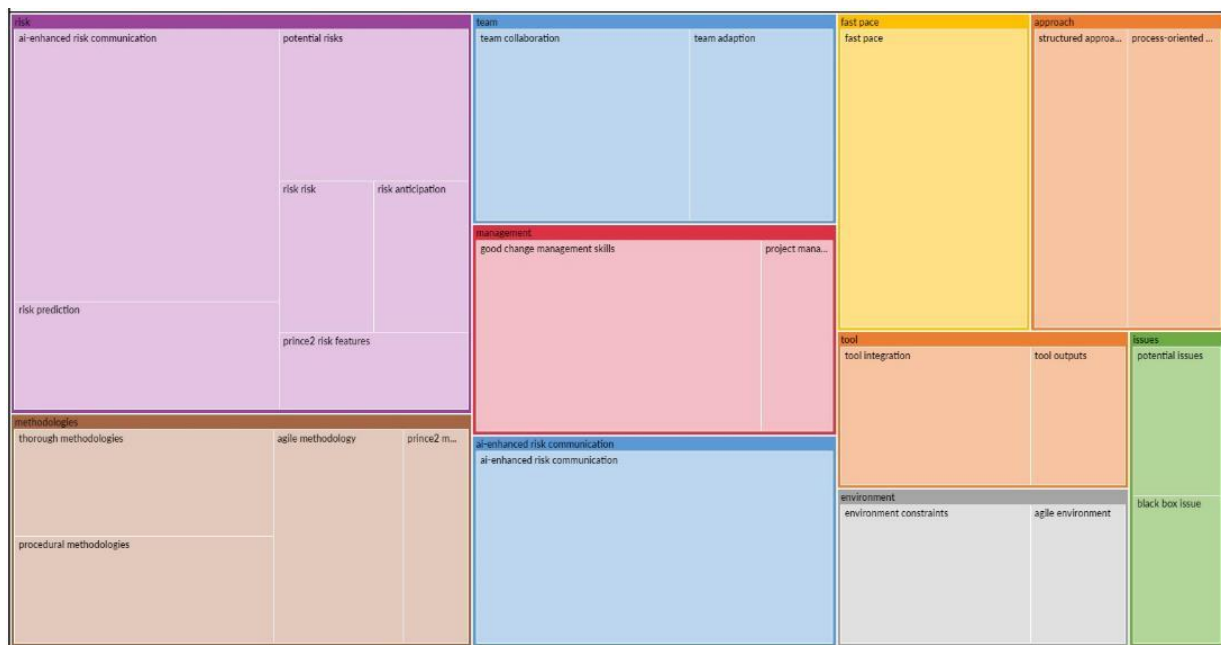 risk
ai-enhanced risk communication
potential risks
risk risk
risk anticipation
risk prediction
prince2 risk features
methodologies
thorough methodologies
agile methodology
prince2 m...
procedural methodologies
team
team collaboration
team adaption
management
good change management skills
project mana...
ai-enhanced risk communication
ai-enhanced risk communication
fast pace
fast pace
approach
structured approa...
process-oriented ...
tool
tool integration
tool outputs
issues
potential issues
black box issue
environment
environment constraints
agile environment